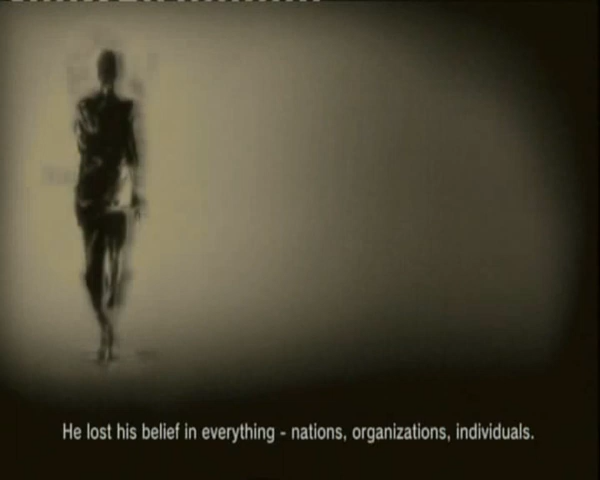 He lost his belief in everything - nations, organizations, individuals.